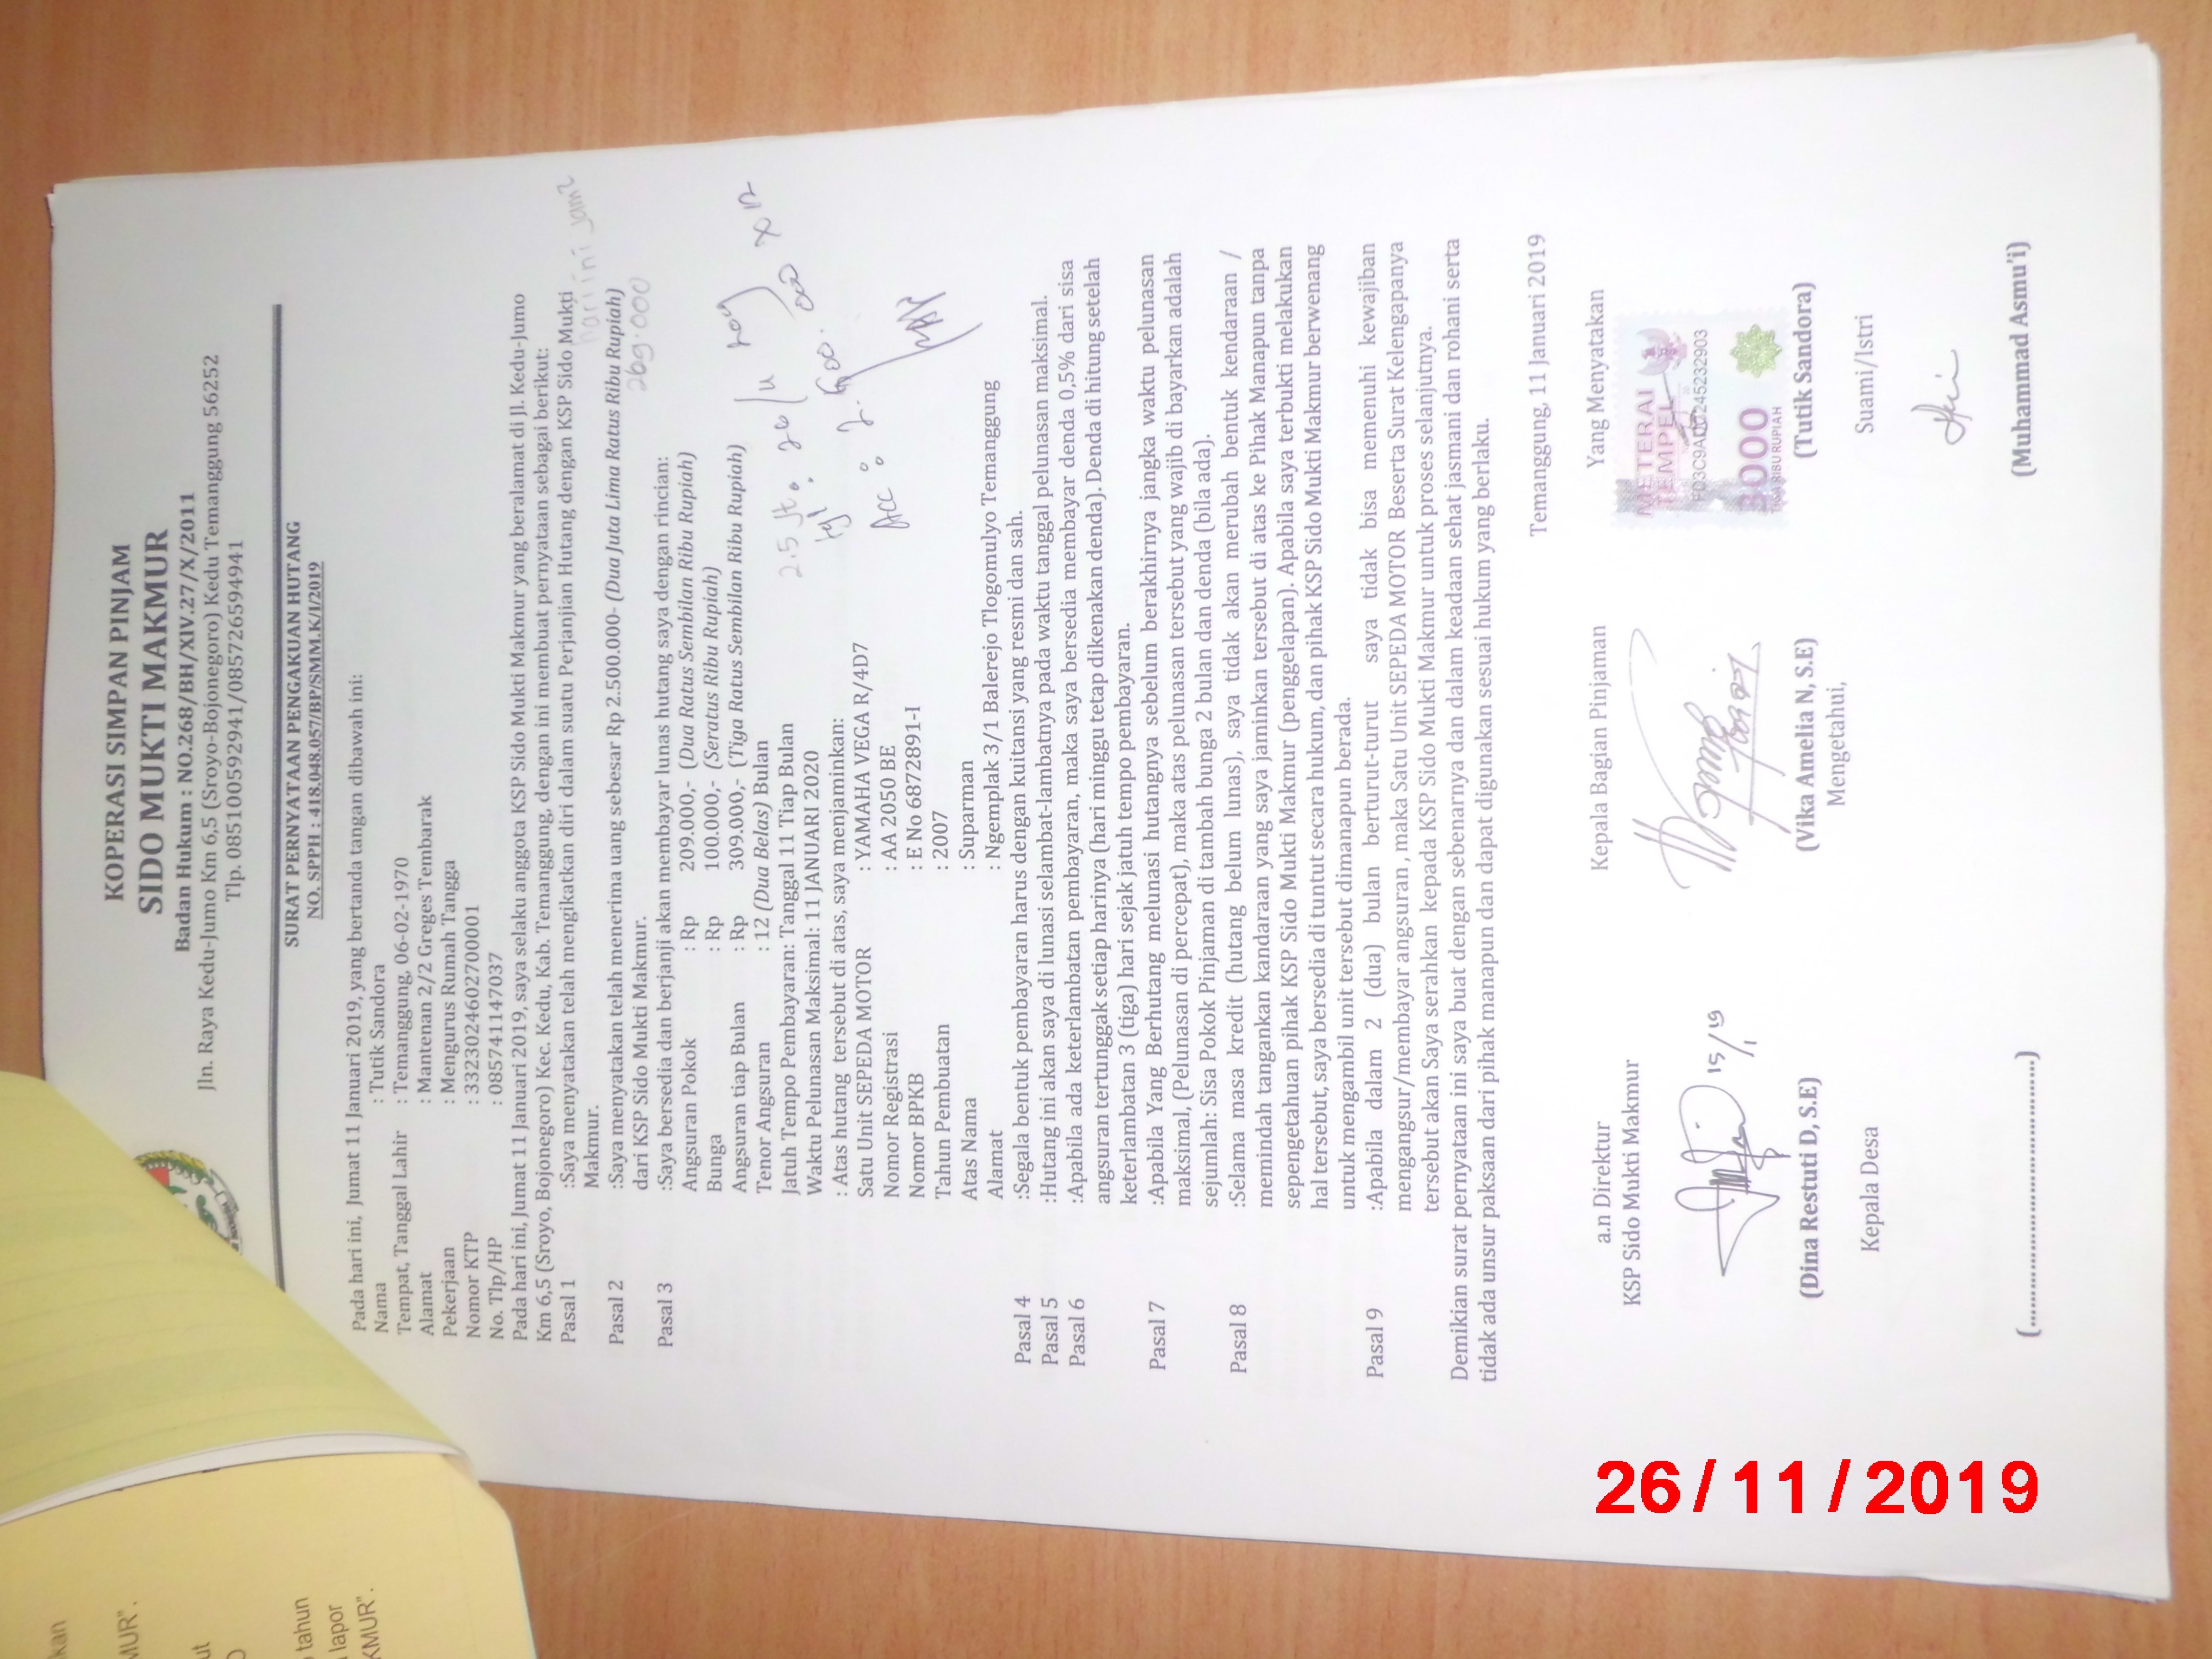 KOPERASI SIMPAN PINJAM
SIDO MUKTI MAKMUR
Badan Hukum : NO.268/BH/XIV.27/X/2011
Jln. Raya Kedu-Jumo Km 6,5 (Sroyo-Bojonegoro) Kedu Temanggung 56252
Tlp. 085100592941/085726594941
SURAT PERNYATAAN PENGAKUAN HUTANG
NO. SPPH : 418.048.057/BP/SMM.K/1/2019
Pada hari ini, Jumat 11 Januari 2019, yang bertanda tangan dibawah ini:
Nama : Tutik Sandora
Tempat, Tanggal Lahir : Temanggung, 06-02-1970
Alamat : Mantenan 2/2 Greges Tembarak
Pekerjaan : Mengurus Rumah Tangga
Nomor KTP : 3323024602700001
No. Tlp/HP : 085741147037
Pada hari ini, Jumat 11 Januari 2019, saya selaku anggota KSP Sido Mukti Makmur yang beralamat di Jl. Kedu-Jumo
Km 6,5 (Sroyo, Bojonegoro) Kec. Kedu, Kab. Temanggung, dengan ini membuat pernyataan sebagai berikut:
Pasal 1 :Saya menyatakan telah mengikatkan diri dalam suatu Perjanjian Hutang dengan KSP Sido Mukti
Makmur.
hari ini
Pasal 2 :Saya menyatakan telah menerima uang sebesar Rp 2.500.000- (Dua Juta Lima Ratus Ribu Rupiah)
dari KSP Sido Mukti Makmur.
269.000
Pasal 3 :Saya bersedia dan berjanji akan membayar lunas hutang saya dengan rincian:
Angsuran Pokok : Rp 209.000,- (Dua Ratus Sembilan Ribu Rupiah)
Bunga : Rp 100.000,- (Seratus Ribu Rupiah)
Angsuran tiap Bulan : Rp 309.000,- (Tiga Ratus Sembilan Ribu Rupiah)
Tenor Angsuran : 12 (Dua Belas) Bulan
Jatuh Tempo Pembayaran: Tanggal 11 Tiap Bulan
Waktu Pelunasan Maksimal: 11 JANUARI 2020
2.5 Jt
Acc : 2.500.000 x 12
: Atas hutang tersebut di atas, saya menjaminkan:
Satu Unit SEPEDA MOTOR : YAMAHA VEGA R/4D7
Nomor Registrasi : AA 2050 BE
Nomor BPKB : E No 6872891-I
Tahun Pembuatan : 2007
Atas Nama : Suparman
Alamat : Ngemplak 3/1 Balerejo Tlogomulyo Temanggung
Pasal 4 :Segala bentuk pembayaran harus dengan kuitansi yang resmi dan sah.
Pasal 5 :Hutang ini akan saya di lunasi selambat-lambatnya pada waktu tanggal pelunasan maksimal.
Pasal 6 :Apabila ada keterlambatan pembayaran, maka saya bersedia membayar denda 0,5% dari sisa
angsuran tertunggak setiap harinya (hari minggu tetap dikenakan denda). Denda di hitung setelah
keterlambatan 3 (tiga) hari sejak jatuh tempo pembayaran.
Pasal 7 :Apabila Yang Berhutang melunasi hutangnya sebelum berakhirnya jangka waktu pelunasan
maksimal, (Pelunasan di percepat), maka atas pelunasan tersebut yang wajib di bayarkan adalah
sejumlah: Sisa Pokok Pinjaman di tambah bunga 2 bulan dan denda (bila ada).
Pasal 8 :Selama masa kredit (hutang belum lunas), saya tidak akan merubah bentuk kendaraan /
memindah tangankan kandaraan yang saya jaminkan tersebut di atas ke Pihak Manapun tanpa
sepengetahuan pihak KSP Sido Mukti Makmur (penggelapan). Apabila saya terbukti melakukan
hal tersebut, saya bersedia di tuntut secara hukum, dan pihak KSP Sido Mukti Makmur berwenang
untuk mengambil unit tersebut dimanapun berada.
Pasal 9 :Apabila dalam 2 (dua) bulan berturut-turut saya tidak bisa memenuhi kewajiban
mengangsur/membayar angsuran , maka Satu Unit SEPEDA MOTOR Beserta Surat Kelengapanya
tersebut akan Saya serahkan kepada KSP Sido Mukti Makmur untuk proses selanjutnya.
Demikian surat pernyataan ini saya buat dengan sebenarnya dan dalam keadaan sehat jasmani dan rohani serta
tidak ada unsur paksaan dari pihak manapun dan dapat digunakan sesuai hukum yang berlaku.
Temanggung, 11 Januari 2019
a.n Direktur
KSP Sido Mukti Makmur
Kepala Bagian Pinjaman
Yang Menyatakan
METERAI
TEMPEL
3000
TIGA RIBU RUPIAH
15/1 19
(Dina Restuti D, S.E)
(Vika Amelia N, S.E)
(Tutik Sandora)
Mengetahui,
Kepala Desa
Suami/Istri
(..............................)
(Muhammad Asmu'i)
26/11/2019
kan
MUR".
ut
tahun
lapor
KMUR".